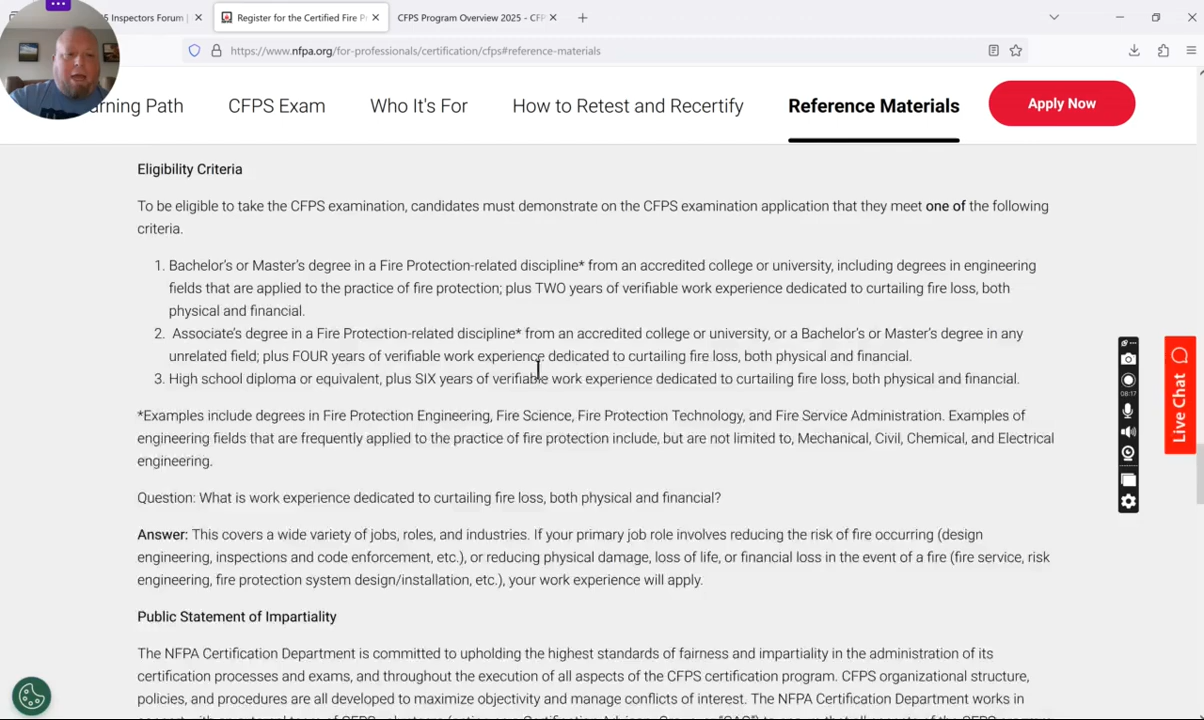 5 Inspectors Forum
Register for the Certified Fire P
CFPS Program Overview 2025 - CFP
https://www.nfpa.org/for-professionals/certification/cfps#reference-materials
arning Path
CFPS Exam
Who It's For
How to Retest and Recertify
Reference Materials
Apply Now
Eligibility Criteria
To be eligible to take the CFPS examination, candidates must demonstrate on the CFPS examination application that they meet one of the following
criteria.
1. Bachelor's or Master's degree in a Fire Protection-related discipline* from an accredited college or university, including degrees in engineering
fields that are applied to the practice of fire protection; plus TWO years of verifiable work experience dedicated to curtailing fire loss, both
physical and financial.
2. Associate's degree in a Fire Protection-related discipline* from an accredited college or university, or a Bachelor's or Master's degree in any
unrelated field; plus FOUR years of verifiable work experience dedicated to curtailing fire loss, both physical and financial.
3. High school diploma or equivalent, plus SIX years of verifiable work experience dedicated to curtailing fire loss, both physical and financial.
*Examples include degrees in Fire Protection Engineering, Fire Science, Fire Protection Technology, and Fire Service Administration. Examples of
engineering fields that are frequently applied to the practice of fire protection include, but are not limited to, Mechanical, Civil, Chemical, and Electrical
engineering.
Question: What is work experience dedicated to curtailing fire loss, both physical and financial?
Answer: This covers a wide variety of jobs, roles, and industries. If your primary job role involves reducing the risk of fire occurring (design
engineering, inspections and code enforcement, etc.), or reducing physical damage, loss of life, or financial loss in the event of a fire (fire service, risk
engineering, fire protection system design/installation, etc.), your work experience will apply.
Public Statement of Impartiality
The NFPA Certification Department is committed to upholding the highest standards of fairness and impartiality in the administration of its
certification processes and exams, and throughout the execution of all aspects of the CFPS certification program. CFPS organizational structure,
policies, and procedures are all developed to maximize objectivity and manage conflicts of interest. The NFPA Certification Department works in
08:17
Live Chat